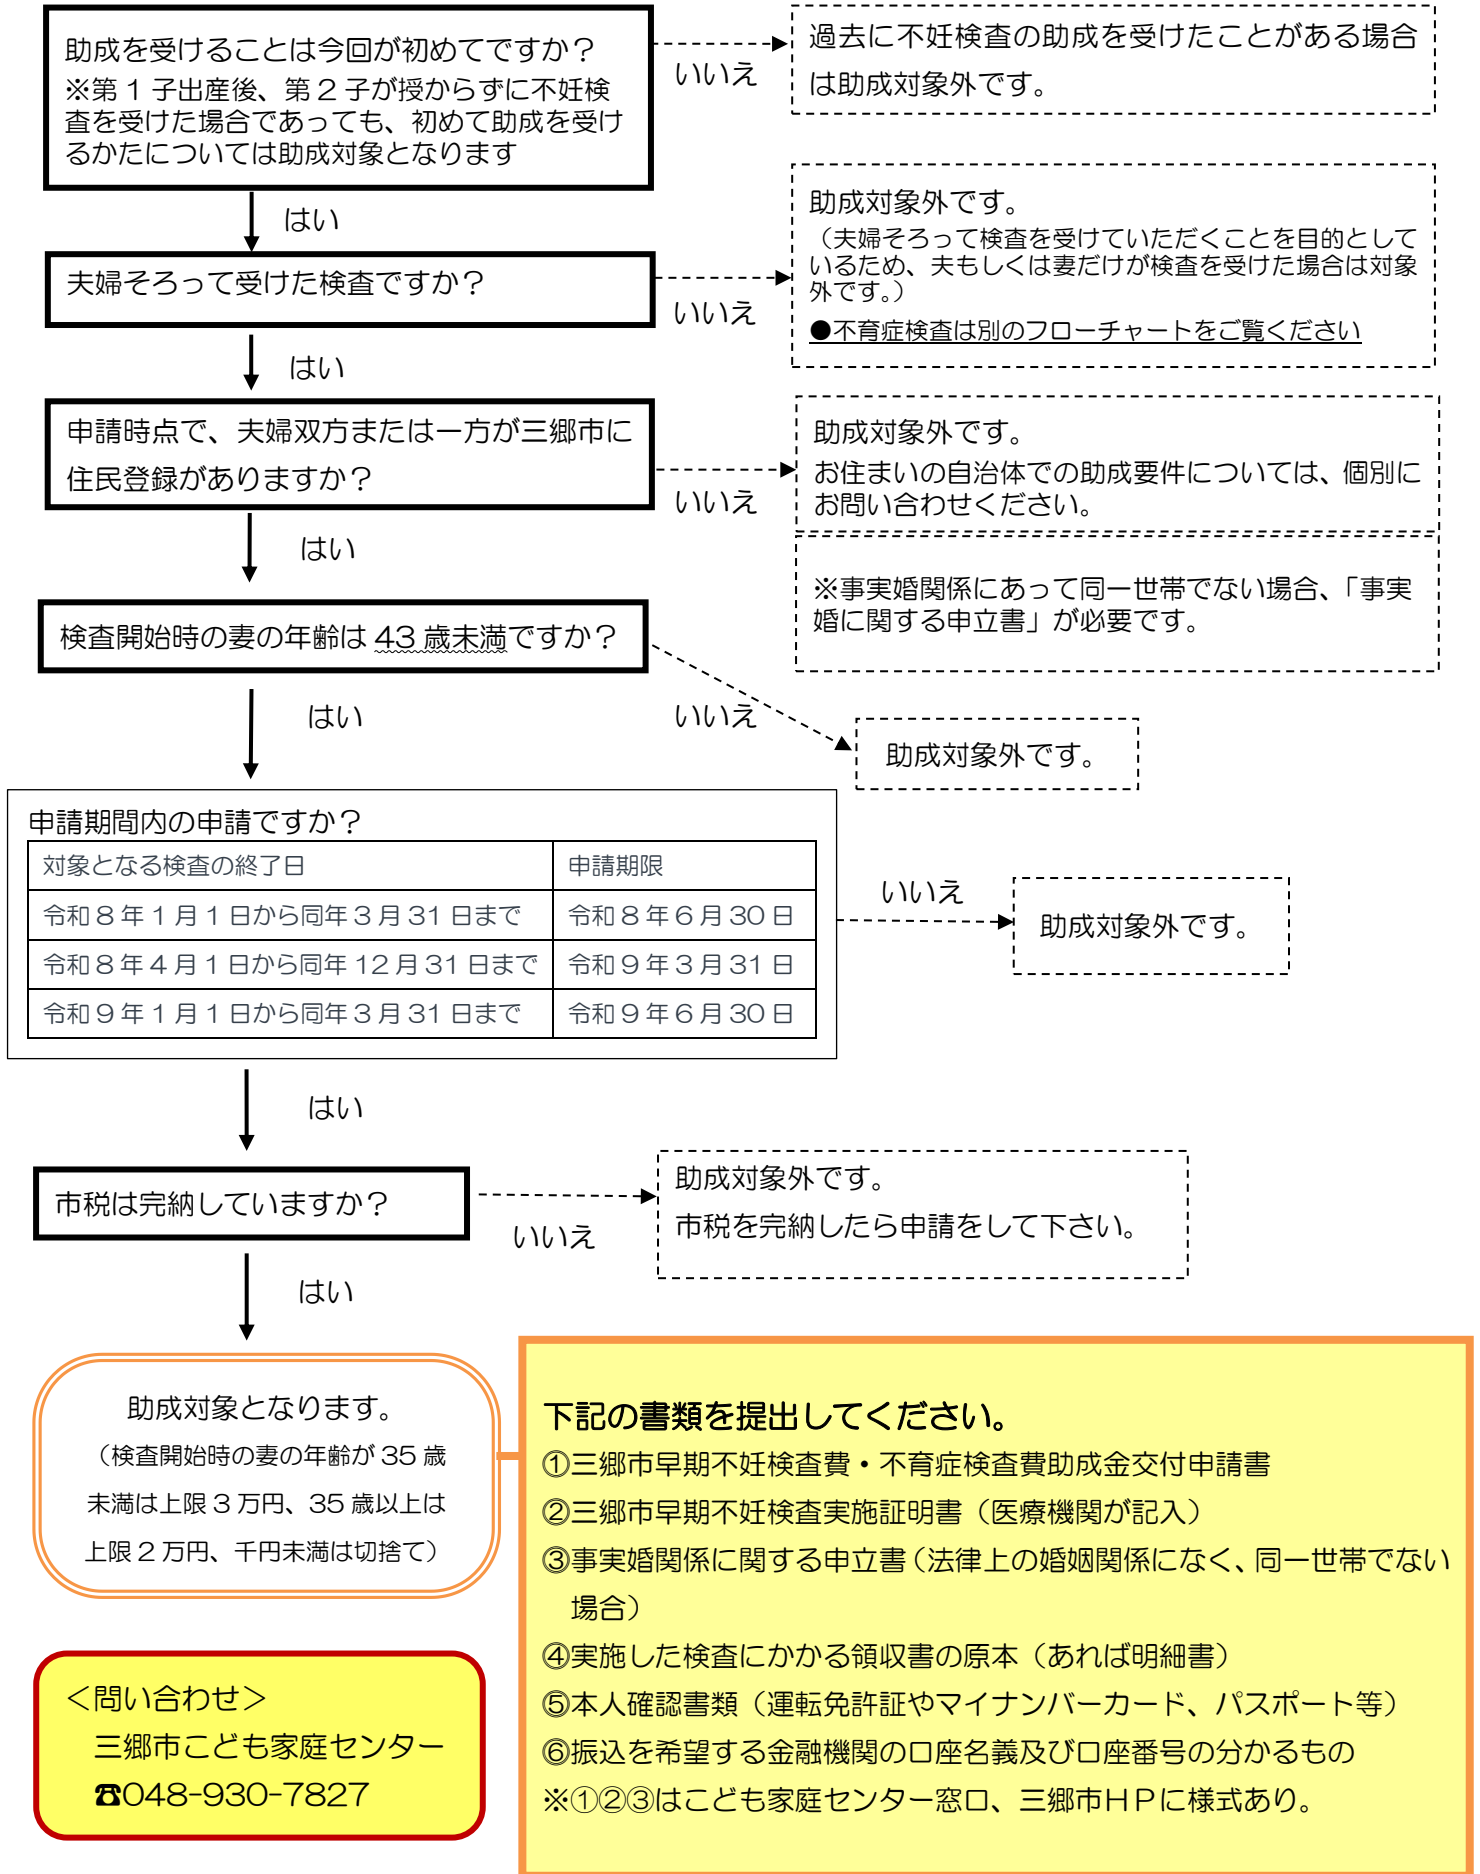 助成を受けることは今回が初めてですか？
※第1子出産後、第2子が授からずに不妊検
査を受けた場合であっても、初めて助成を受け
るかたについては助成対象となります
いいえ
過去に不妊検査の助成を受けたことがある場合
は助成対象外です。
はい
夫婦そろって受けた検査ですか？
いいえ
助成対象外です。
（夫婦そろって検査を受けていただくことを目的として
いるため、夫もしくは妻だけが検査を受けた場合は対象
外です。）
●不育症検査は別のフローチャートをご覧ください
はい
申請時点で、夫婦双方または一方が三郷市に
住民登録がありますか？
いいえ
助成対象外です。
お住まいの自治体での助成要件については、個別に
お問い合わせください。
※事実婚関係にあって同一世帯でない場合、「事実
婚に関する申立書」が必要です。
はい
検査開始時の妻の年齢は43歳未満ですか？
いいえ
助成対象外です。
はい
申請期間内の申請ですか？
対象となる検査の終了日 申請期限
令和8年1月1日から同年3月31日まで 令和8年6月30日
令和8年4月1日から同年12月31日まで 令和9年3月31日
令和9年1月1日から同年3月31日まで 令和9年6月30日
いいえ
助成対象外です。
はい
市税は完納していますか？
いいえ
助成対象外です。
市税を完納したら申請をして下さい。
はい
助成対象となります。
（検査開始時の妻の年齢が35歳
未満は上限3万円、35歳以上は
上限2万円、千円未満は切捨て）
下記の書類を提出してください。
①三郷市早期不妊検査費・不育症検査費助成金交付申請書
②三郷市早期不妊検査実施証明書（医療機関が記入）
③事実婚関係に関する申立書（法律上の婚姻関係になく、同一世帯でない
場合）
④実施した検査にかかる領収書の原本（あれば明細書）
⑤本人確認書類（運転免許証やマイナンバーカード、パスポート等）
⑥振込を希望する金融機関の口座名義及び口座番号の分かるもの
※①②③はこども家庭センター窓口、三郷市ＨＰに様式あり。
＜問い合わせ＞
三郷市こども家庭センター
☎048-930-7827